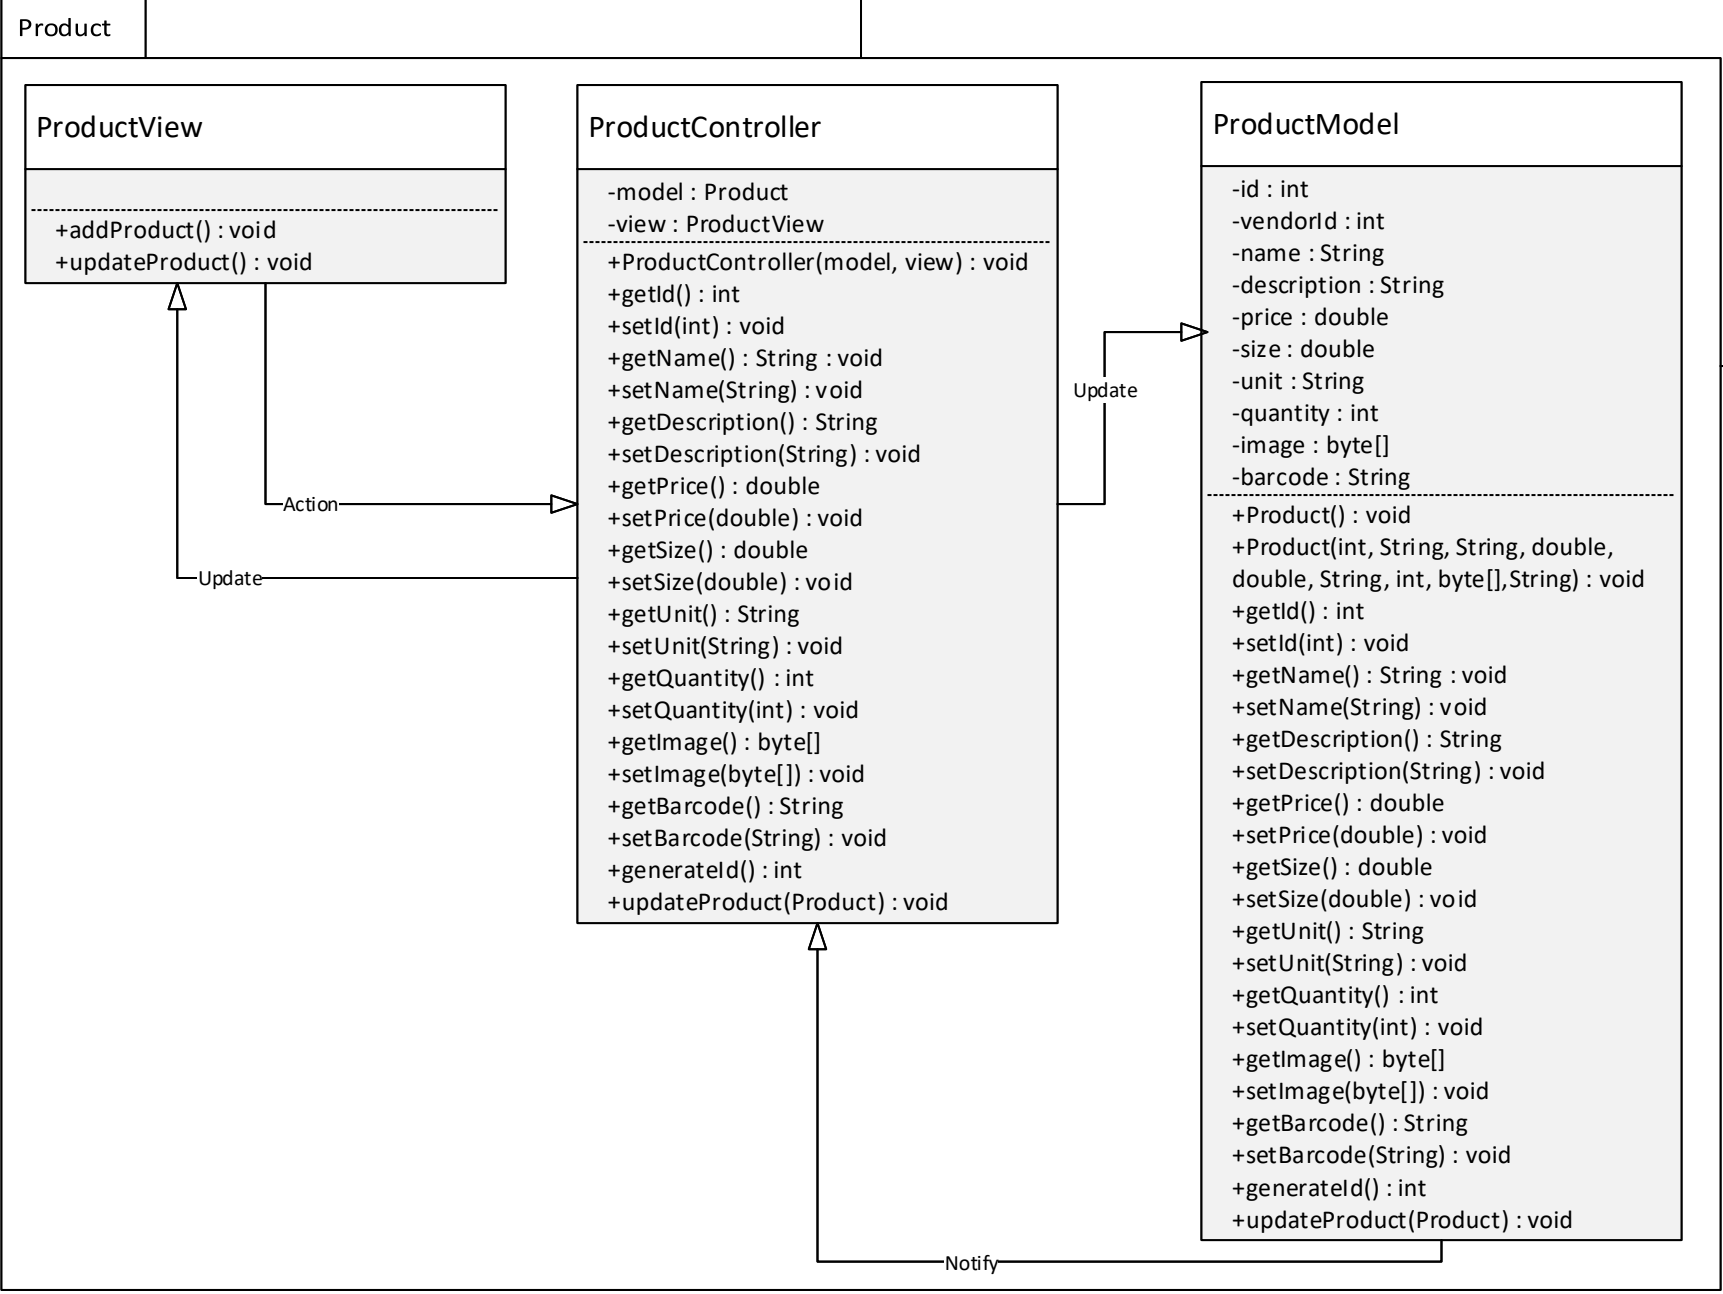 Product
ProductView
+addProduct() : void
+updateProduct() : void
Action
Update
ProductController
-model : Product
-view : ProductView
+ProductController(model, view) : void
+getId() : int
+setId(int) : void
+getName() : String : void
+setName(String) : void
+getDescription() : String
+setDescription(String) : void
+getPrice() : double
+setPrice(double) : void
+getSize() : double
+setSize(double) : void
+getUnit() : String
+setUnit(String) : void
+getQuantity() : int
+setQuantity(int) : void
+getImage() : byte[]
+setImage(byte[]) : void
+getBarcode() : String
+setBarcode(String) : void
+generateId() : int
+updateProduct(Product) : void
Update
ProductModel
-id : int
-vendorId : int
-name : String
-description : String
-price : double
-size : double
-unit : String
-quantity : int
-image : byte[]
-barcode : String
+Product() : void
+Product(int, String, String, double,
double, String, int, byte[],String) : void
+getId() : int
+setId(int) : void
+getName() : String : void
+setName(String) : void
+getDescription() : String
+setDescription(String) : void
+getPrice() : double
+setPrice(double) : void
+getSize() : double
+setSize(double) : void
+getUnit() : String
+setUnit(String) : void
+getQuantity() : int
+setQuantity(int) : void
+getImage() : byte[]
+setImage(byte[]) : void
+getBarcode() : String
+setBarcode(String) : void
+generateId() : int
+updateProduct(Product) : void
Notify